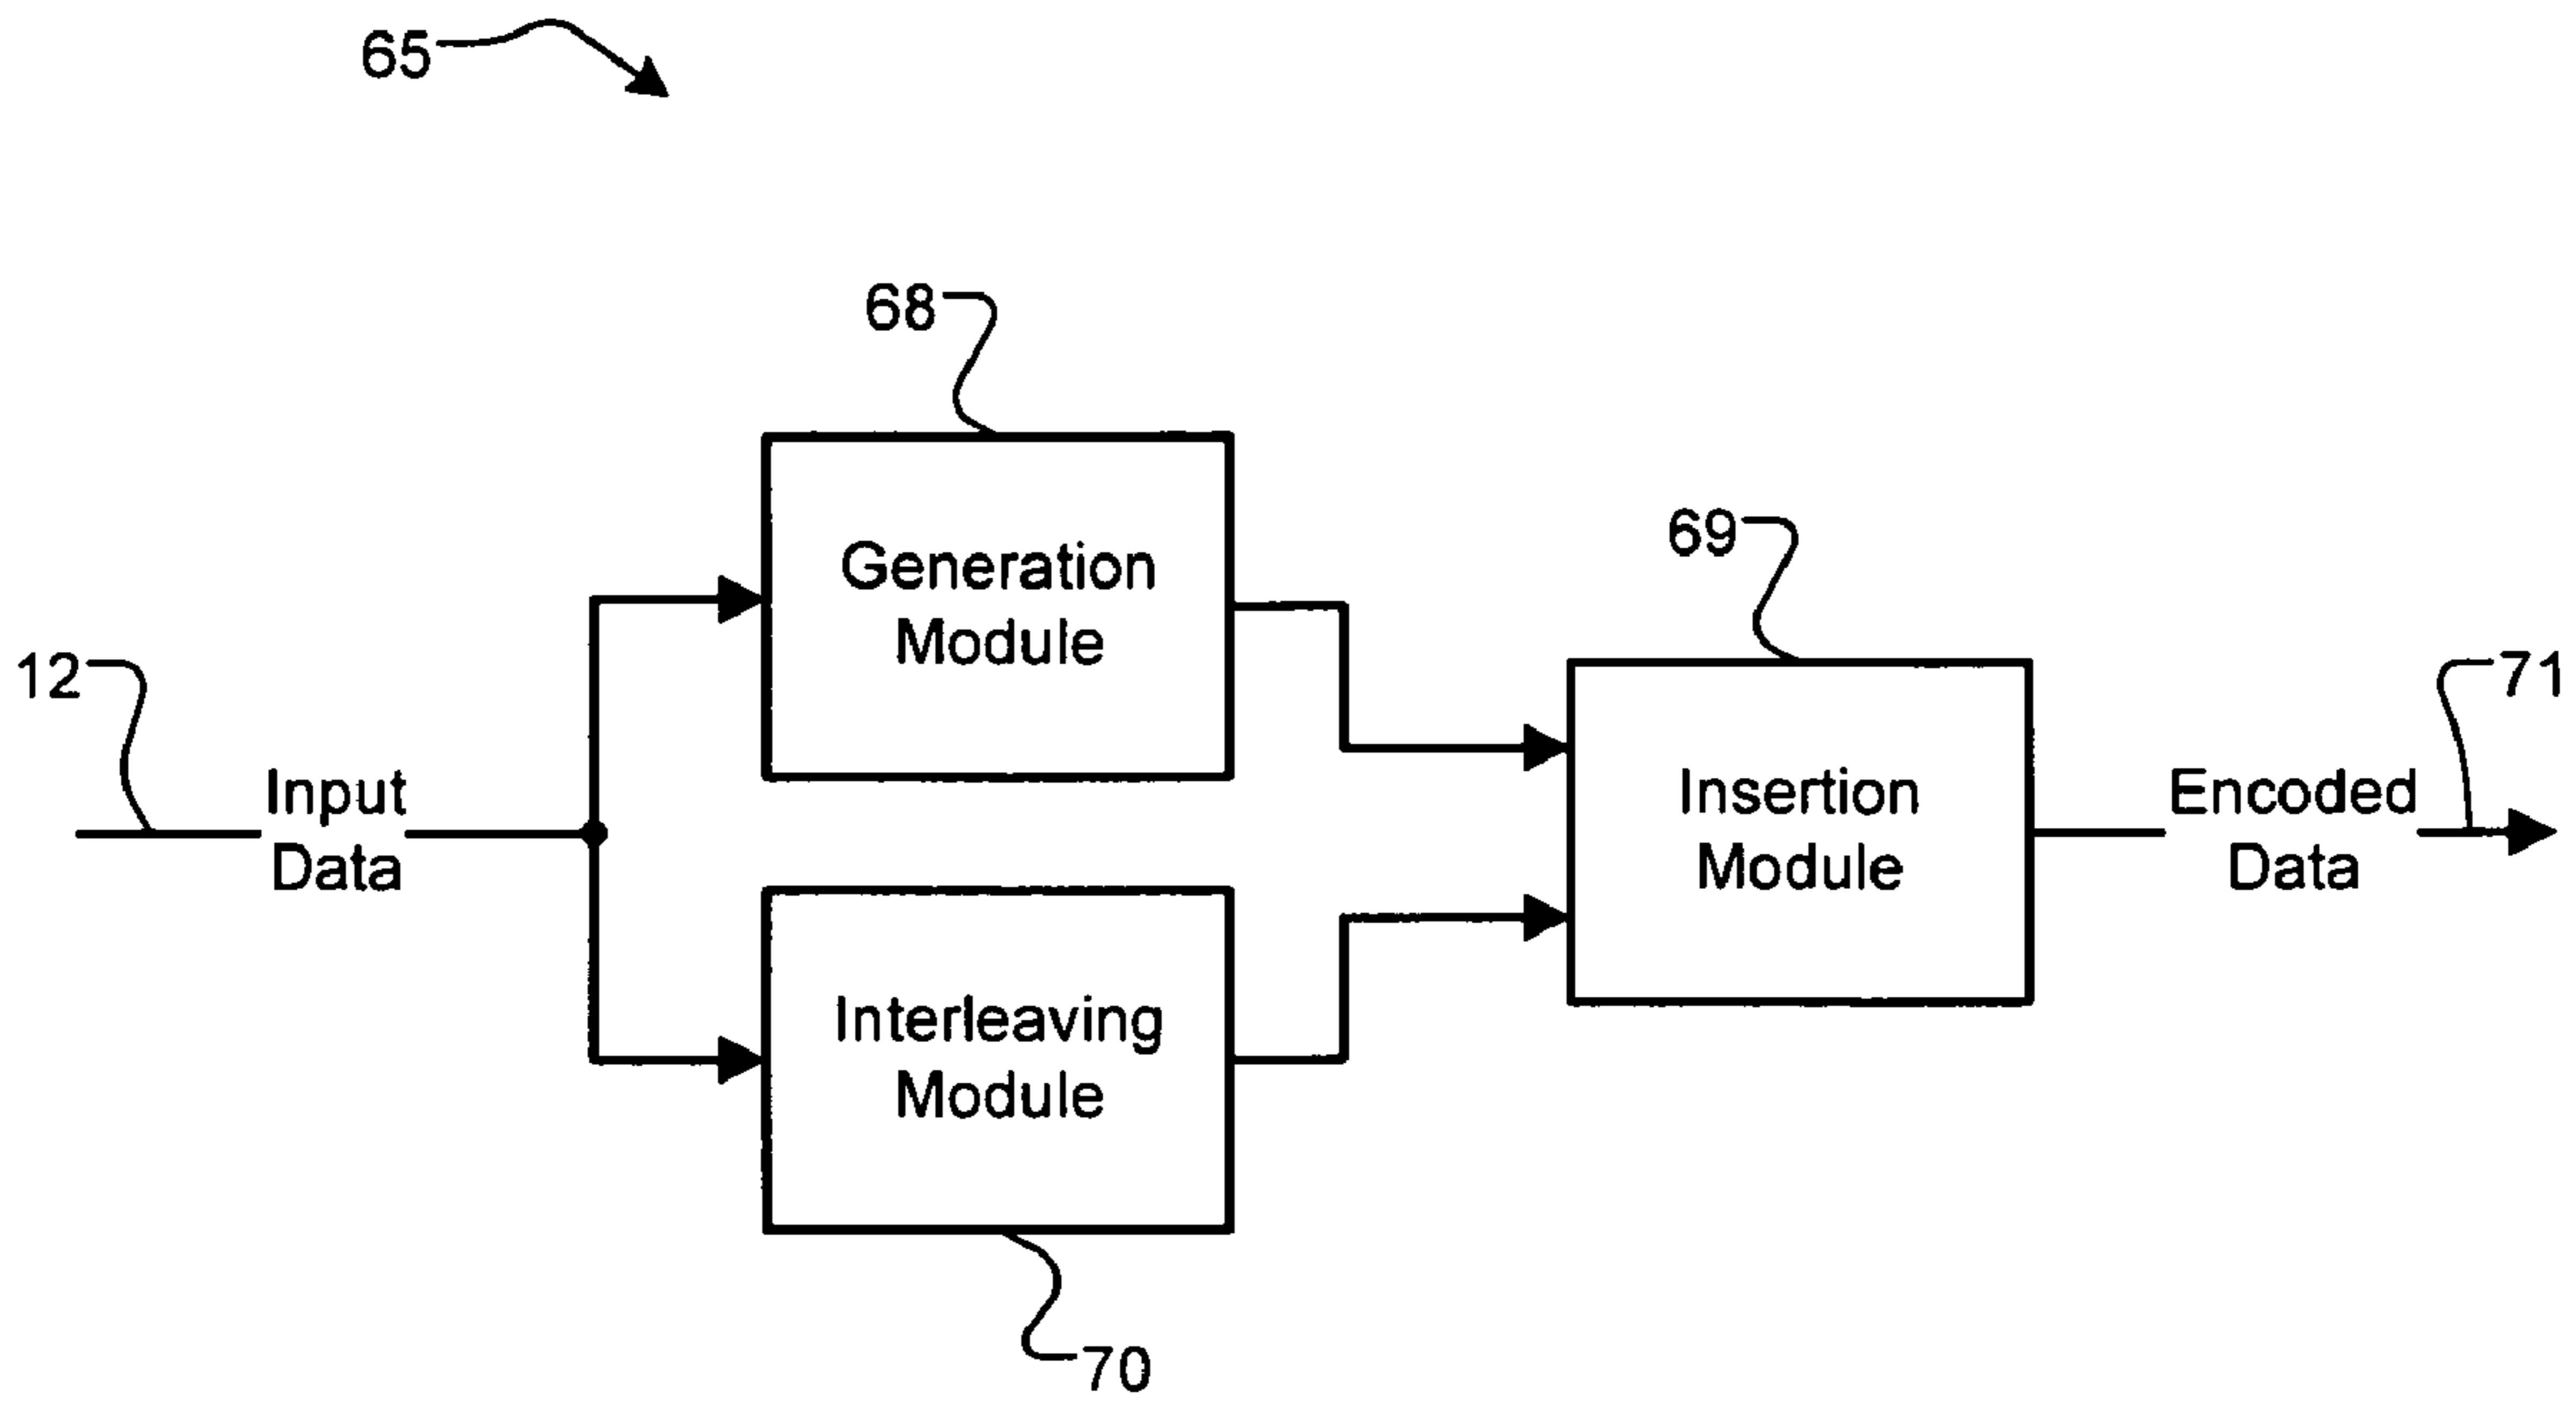 65
68
Generation
Module
69
12
Input
Data
Insertion
Module
Encoded
Data
71
Interleaving
Module
70